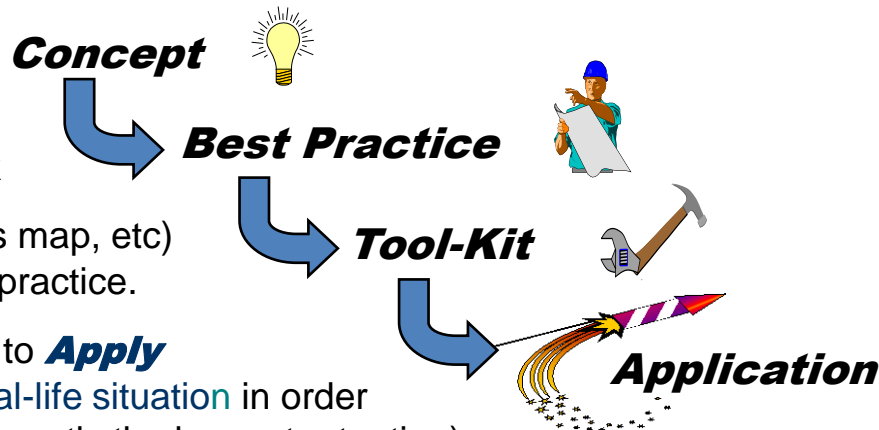 Concept
Best Practice
s map, etc)
Tool-Kit
practice.
to Apply
Application
al-life situation in order